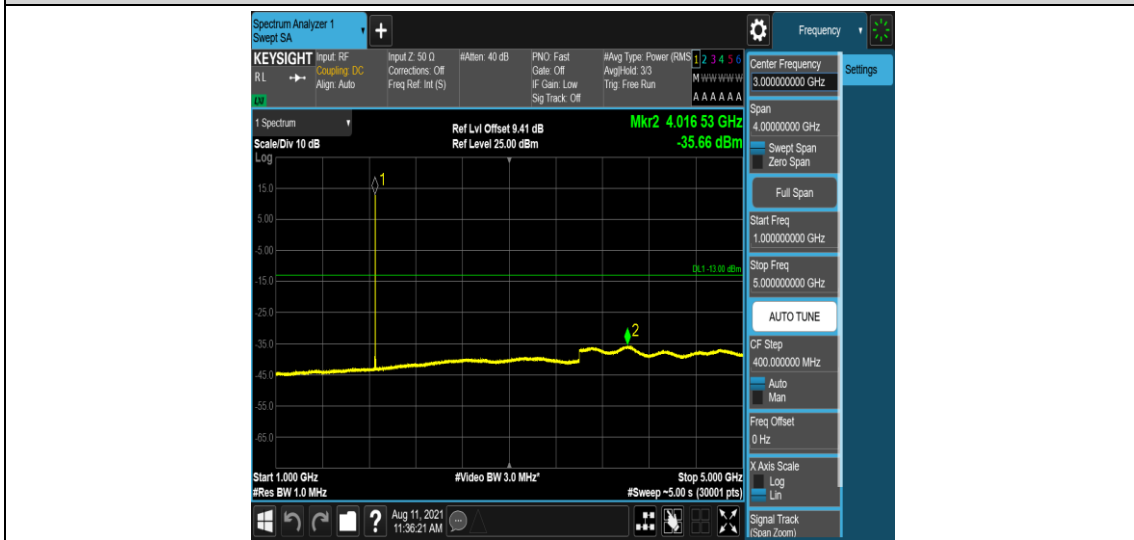 Spectrum Analyzer 1
Swept SA
+
Frequency
KEYSIGHT
RL
LXI
Input: RF
Coupling: DC
Align: Auto
Input Z: 50 Ω
Corrections: Off
Freq Ref: Int (S)
#Atten: 40 dB
PNO: Fast
Gate: Off
IF Gain: Low
Sig Track: Off
#Avg Type: Power (RMS
Avg|Hold: 3/3
Trig: Free Run
1 2 3 4 5 6
M W W W W W
A A A A A A
Settings
1 Spectrum
Scale/Div 10 dB
Log
Ref Lvl Offset 9.41 dB
Ref Level 25.00 dBm
Mkr2 4.016 53 GHz
-35.66 dBm
15.0
5.00
-5.00
-15.0
-25.0
-35.0
-45.0
-55.0
-65.0
1
2
DL1 -13.00 dBm
Start 1.000 GHz
#Res BW 1.0 MHz
#Video BW 3.0 MHz*
Stop 5.000 GHz
#Sweep ~5.00 s (30001 pts)
Center Frequency
3.000000000 GHz
Span
4.00000000 GHz
Swept Span
Zero Span
Full Span
Start Freq
1.000000000 GHz
Stop Freq
5.000000000 GHz
AUTO TUNE
CF Step
400.000000 MHz
Auto
Man
Freq Offset
0 Hz
X Axis Scale
Log
Lin
Signal Track
(Span Zoom)
?
Aug 11, 2021
11:36:21 AM